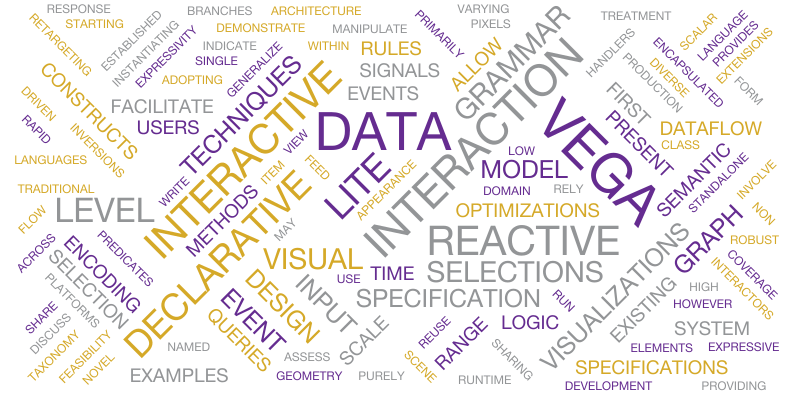 RESPONSE
BRANCHES
ARCHITECTURE
VARYING
TREATMENT
STARTING
ESTABLISHED
DEMONSTRATE
MANIPULATE
PRIMARILY
PIXELS
GRAMMAR
SCALAR
LANGUAGE
RETARGETING
INSTANTIATING
EXPRESSIVITY
INDICATE
WITHIN
RULES
HANDLERS
ENCAPSULATED
PROVIDES
EXTENSIONS
SINGLE
GENERALIZE
SIGNALS
ALLOW
DIVERSE
PRODUCTION
FORM
CONSTRUCTS
ADOPTING
TECHNIQUES
EVENTS
DRIVEN
FACILITATE
INTERACTIVE
DATA
INTERACTION
VEGA
FIRST
DATAFLOW
RAPID
INVERSIONS
USERS
VIEW
LITE
LOW
PRESENT
CLASS
LANGUAGES
ITEM
FEED
MODEL
SEMANTIC
STANDALONE
TRADITIONAL
WRITE
METHODS
DECLARATIVE
APPEARANCE
DOMAIN
RELY
INVOLVE
FLOW
LEVEL
MAY
OPTIMIZATIONS
GRAPH
NON
ACROSS
ENCODING
PREDICATES
VISUAL
REACTIVE
VISUALIZATIONS
ROBUST
SELECTION
USE
TIME
SELECTIONS
COVERAGE
INTERACTORS
PLATFORMS
DESIGN
INPUT
SPECIFICATION
RUN
EXISTING
HIGH
HOWEVER
SHARE
EVENT
LOGIC
SYSTEM
DISCUSS
QUERIES
SCALE
REUSE
RANGE
TAXONOMY
FEASIBILITY
NAMED
ASSESS
SHARING
ELEMENTS
EXPRESSIVE
NOVEL
EXAMPLES
GEOMETRY
PURELY
SCENE
RUNTIME
SPECIFICATIONS
DEVELOPMENT
PROVIDING